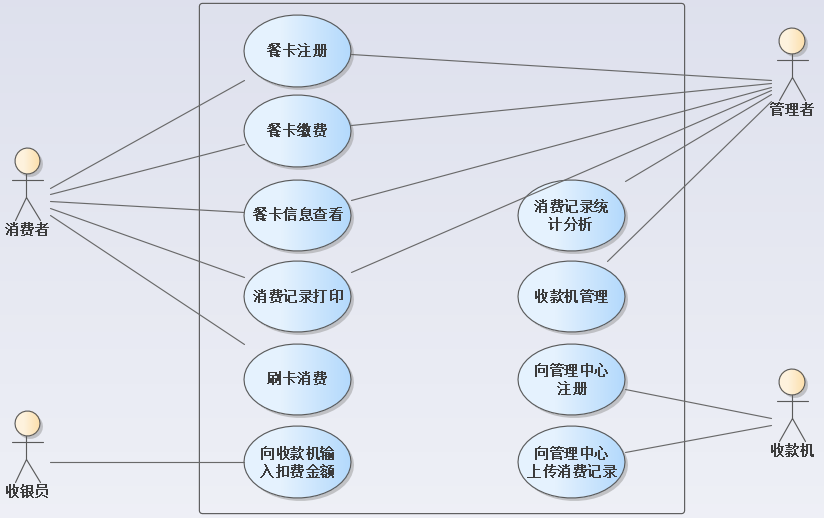 餐卡注册
管理者
餐卡缴费
消费者
餐卡信息查看
消费记录统
计分析
消费记录打印
收款机管理
刷卡消费
向管理中心
注册
收银员
向收款机输
入扣费金额
向管理中心
上传消费记录
收款机